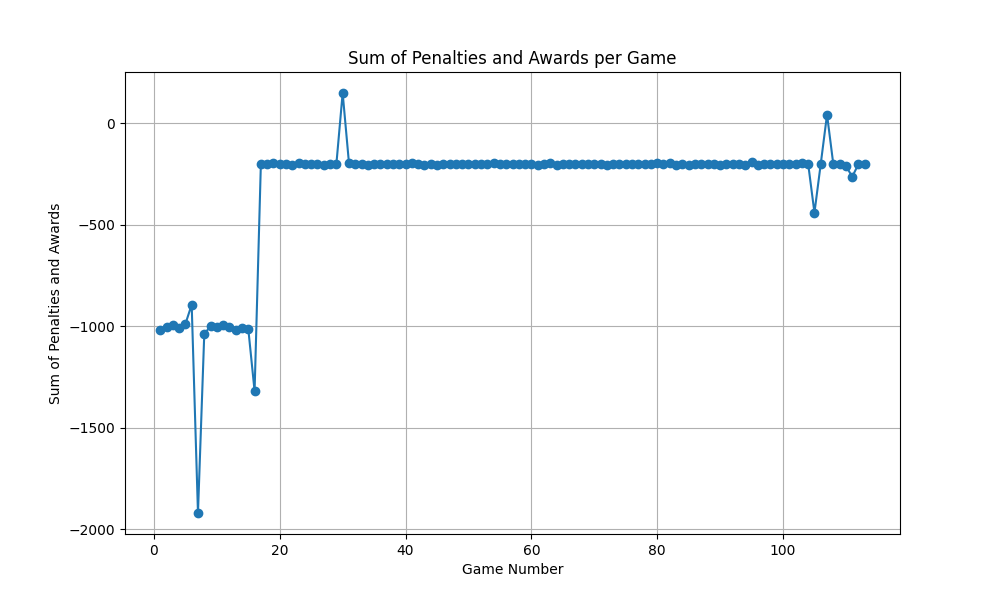 Sum of Penalties and Awards per Game
0
−500
−1000
−1500
−2000
Sum of Penalties and Awards
0 20 40 60 80 100
Game Number